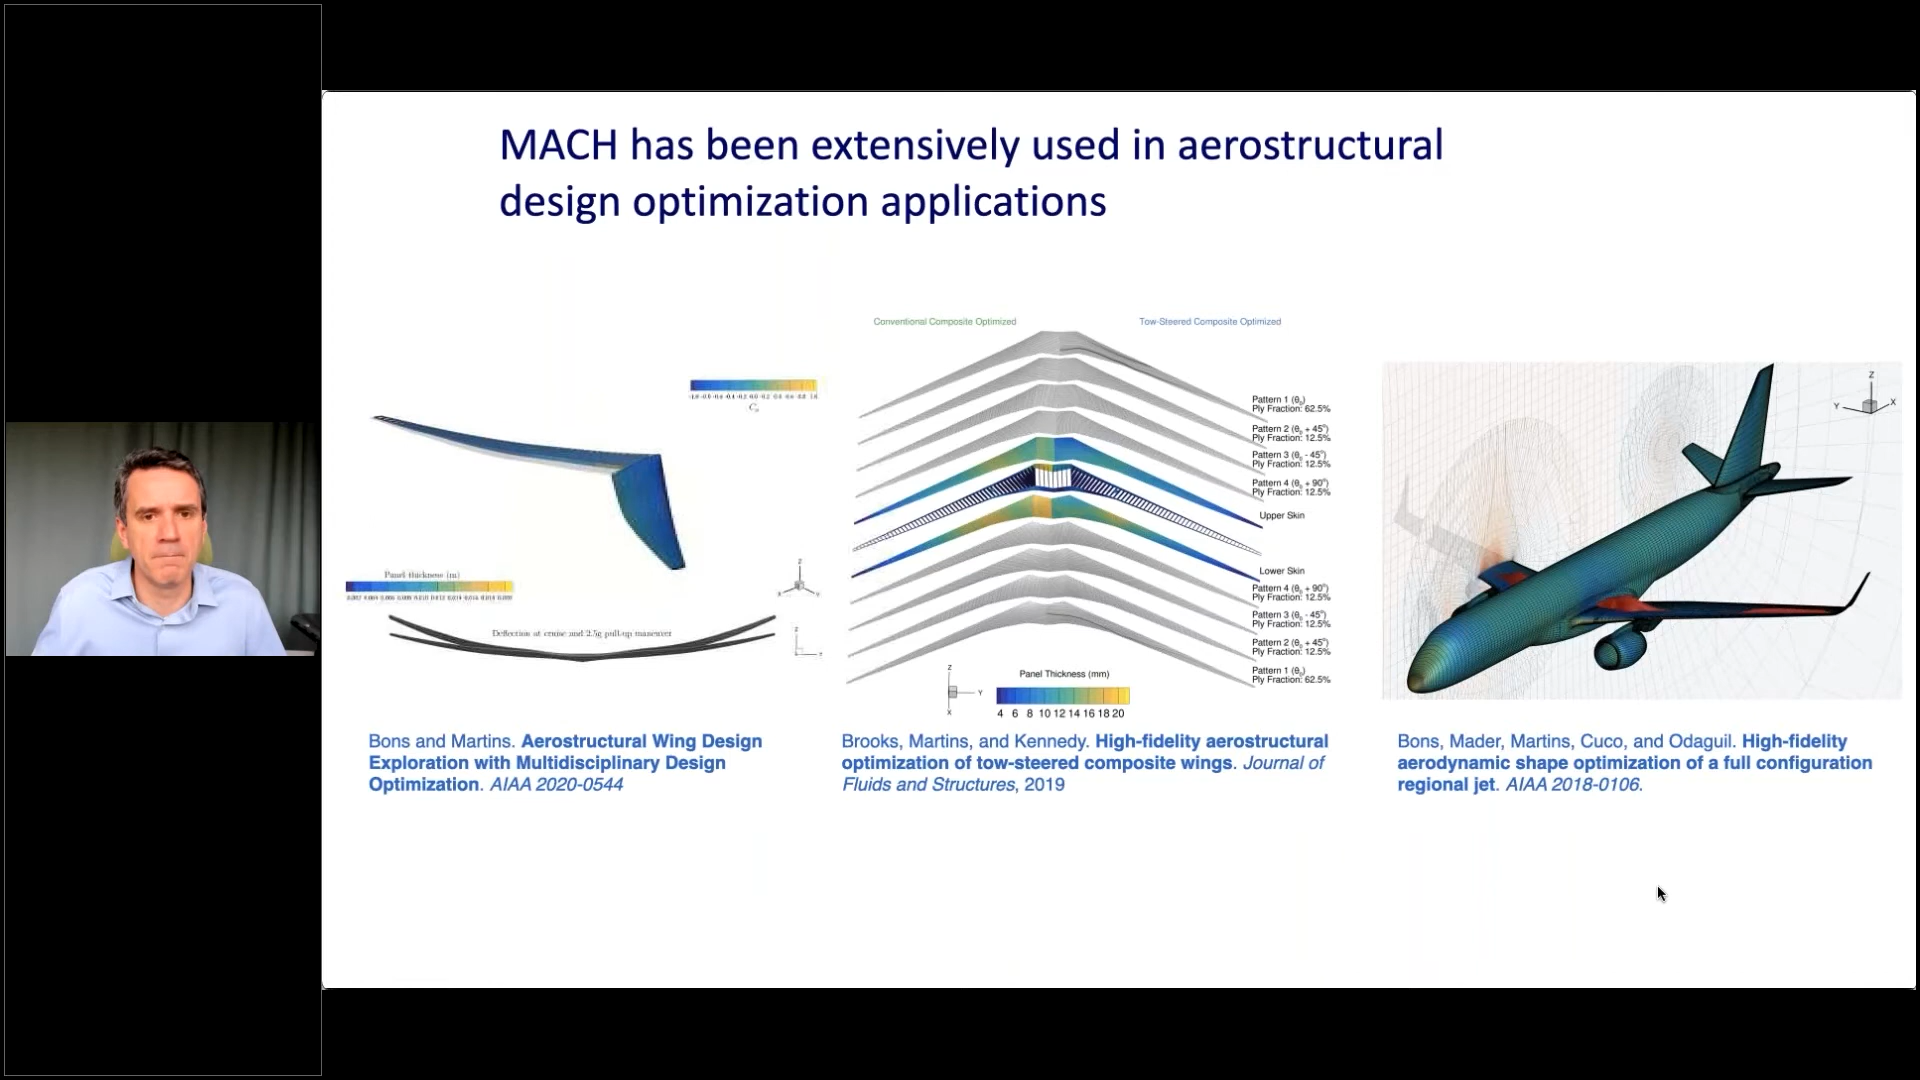 MACH has been extensively used in aerostructural
design optimization applications
Conventional Composite Optimized
Tow-Steered Composite Optimized
Panel thickness (m)
Deflection at cruise and 2.5g pull-up maneuver
Z
Pattern 1 (θ₀)
Ply Fraction: 62.5%
Pattern 2 (θ₀ + 45°)
Ply Fraction: 12.5%
Pattern 3 (θ₀ - 45°)
Ply Fraction: 12.5%
Pattern 4 (θ₀ + 90°)
Ply Fraction: 12.5%
Upper Skin
Lower Skin
Pattern 4 (θ₀ + 90°)
Ply Fraction: 12.5%
Pattern 3 (θ₀ - 45°)
Ply Fraction: 12.5%
Pattern 2 (θ₀ + 45°)
Ply Fraction: 12.5%
Pattern 1 (θ₀)
Ply Fraction: 62.5%
Z
Y
X
Panel Thickness (mm)
4 6 8 10 12 14 16 18 20
Z
Y
X
Bons and Martins. Aerostructural Wing Design
Exploration with Multidisciplinary Design
Optimization. AIAA 2020-0544
Brooks, Martins, and Kennedy. High-fidelity aerostructural
optimization of tow-steered composite wings. Journal of
Fluids and Structures, 2019
Bons, Mader, Martins, Cuco, and Odaguil. High-fidelity
aerodynamic shape optimization of a full configuration
regional jet. AIAA 2018-0106.